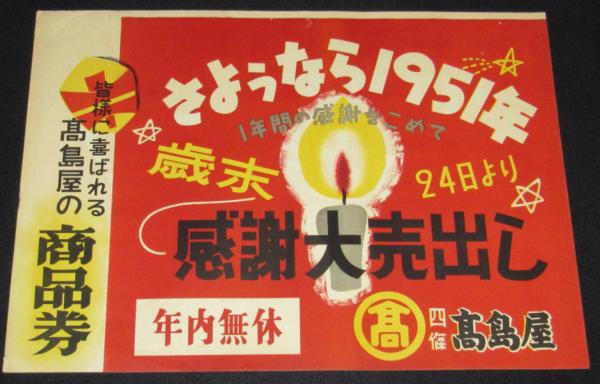 さようなら1951年
1年間の感謝をこめて
歳末
24日より
感謝大売出し
年内無休
髙
四條
髙島屋
皆様に喜ばれる
髙島屋の
商品券